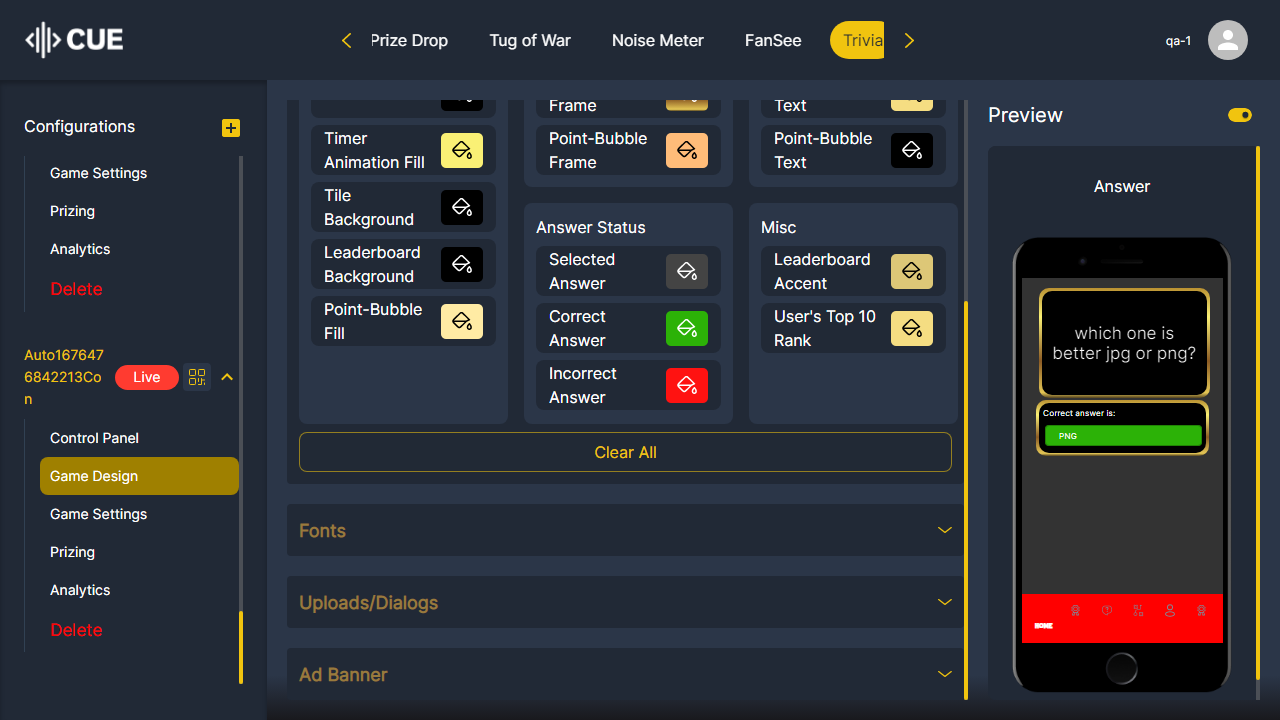 CUE
Prize Drop
Tug of War
Noise Meter
FanSee
Trivia
qa-1
Configurations
Game Settings
Prizing
Analytics
Delete
Auto167647
6842213Co
n
Live
Control Panel
Game Design
Game Settings
Prizing
Analytics
Delete
Timer
Animation Fill
Tile
Background
Leaderboard
Background
Point-Bubble
Fill
Frame
Point-Bubble
Frame
Text
Point-Bubble
Text
Answer Status
Selected
Answer
Correct
Answer
Incorrect
Answer
Misc
Leaderboard
Accent
User's Top 10
Rank
Clear All
Fonts
Uploads/Dialogs
Ad Banner
Preview
Answer
which one is
better jpg or png?
Correct answer is:
PNG
HOME